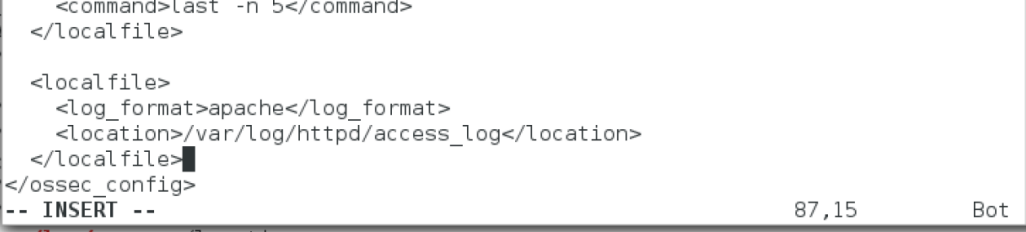 <command>last -n 5</command>
  </localfile>

  <localfile>
    <log_format>apache</log_format>
    <location>/var/log/httpd/access_log</location>
  </localfile>
</ossec_config>
-- INSERT --                                                  87,15         Bot